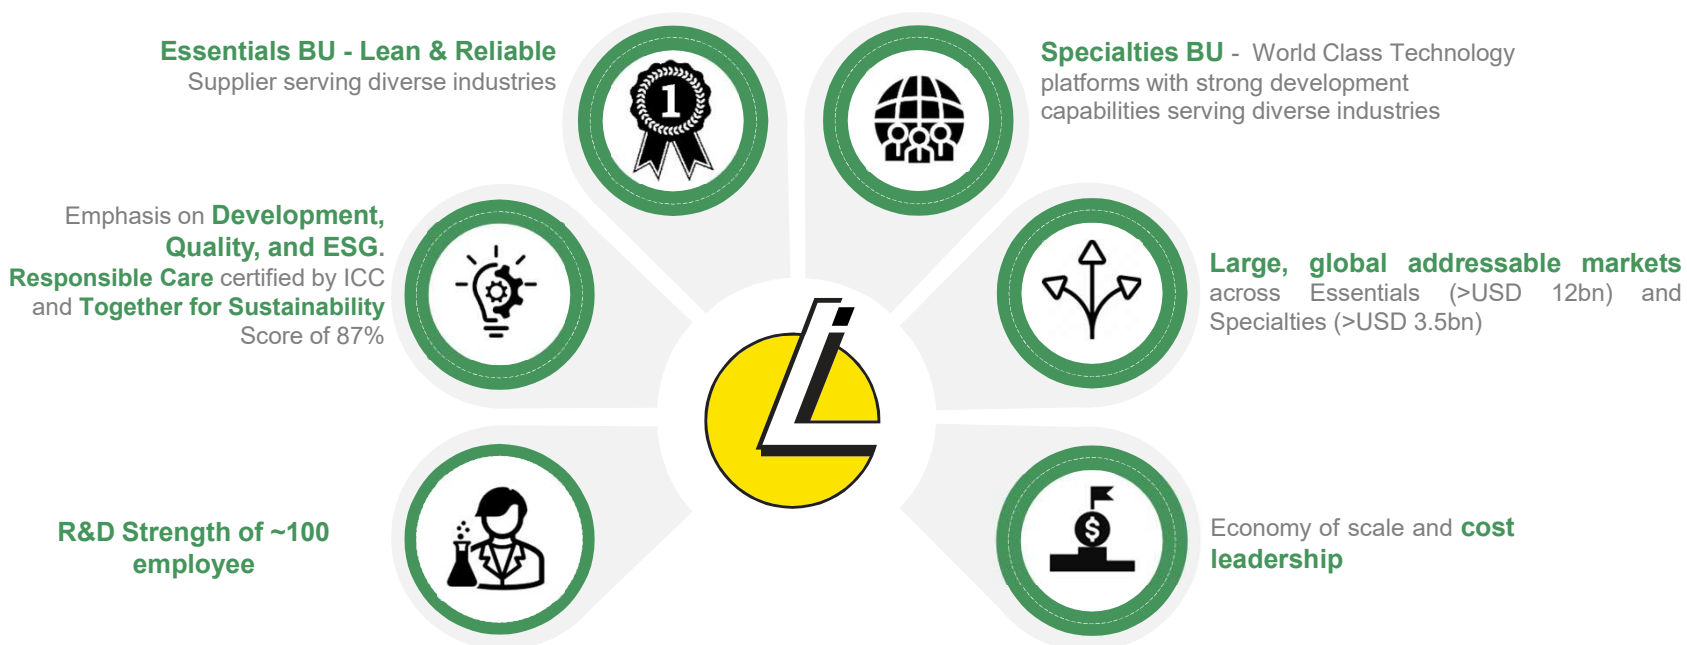 Essentials BU - Lean & Reliable
Supplier serving diverse industries
Specialties BU - World Class Technology
platforms with strong development
capabilities serving diverse industries
1
Emphasis on Development,
Quality, and ESG.
Responsible Care certified by ICC
and Together for Sustainability
Score of 87%
Large, global addressable markets
across Essentials (>USD 12bn) and
Specialties (>USD 3.5bn)
R&D Strength of ~100
employee
$
Economy of scale and cost
leadership